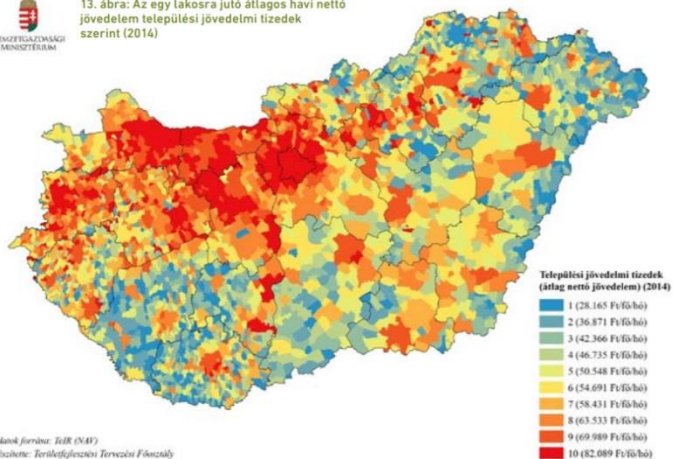 13. ábra: Az egy lakosra jutó átlagos havi nettó
jövedelem települési jövedelmi tizedek
szerint (2014)
MINISZTÉRIUM
Települési jövedelmi tizedek
(átlag nettó jövedelem) (2014)
1 (28.165 Ft/fő/hó)
2 (36.871 Ft/fő/hó)
3 (42.366 Ft/fő/hó)
4 (46.735 Ft/fő/hó)
5 (50.548 Ft/fő/hó)
6 (54.691 Ft/fő/hó)
7 (58.431 Ft/fő/hó)
8 (63.533 Ft/fő/hó)
9 (69.989 Ft/fő/hó)
10 (82.089 Ft/fő/hó)
datok forrása: TeIR (NAV)
észítette: Területfejlesztési Tervezési Főosztály